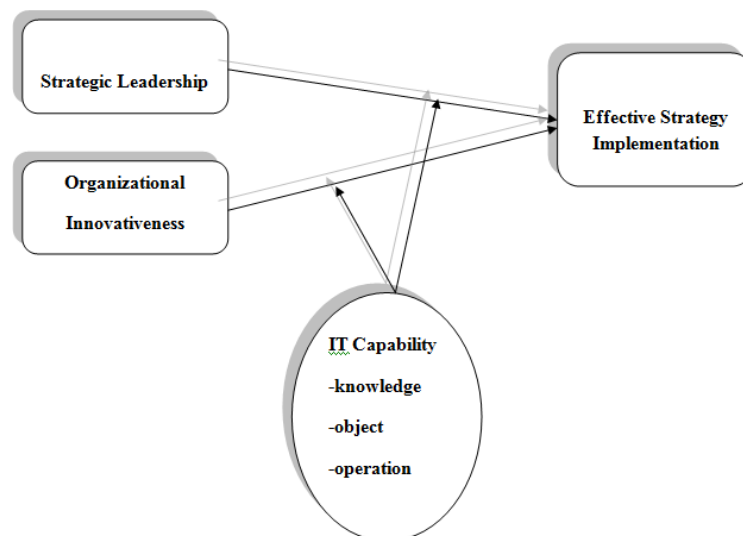 Strategic Leadership
Effective Strategy
Implementation
Organizational
Innovativeness
IT Capability
-knowledge
-object
-operation